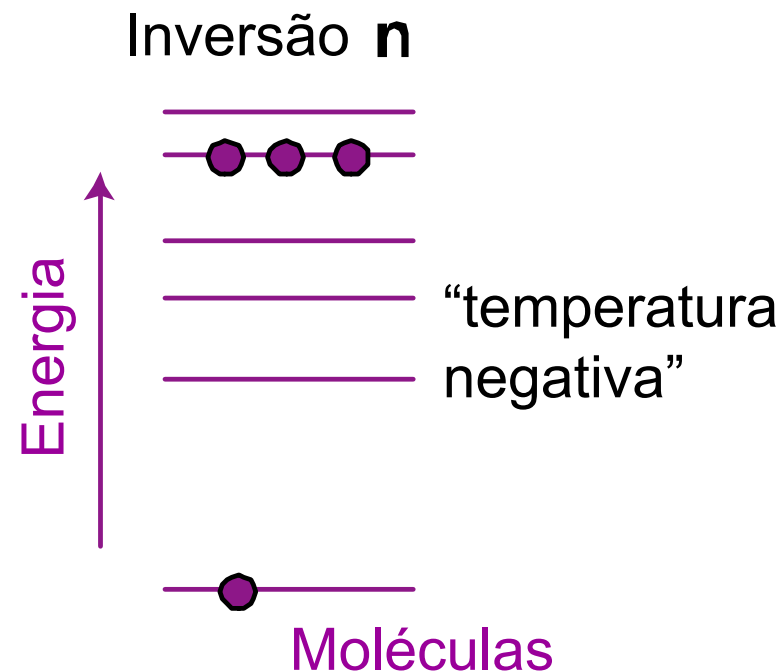 Inversão n
Energia
“temperatura
negativa”
Moléculas